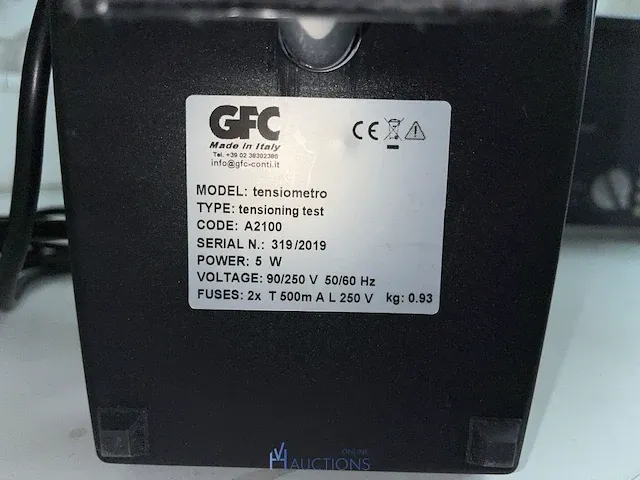 GFC
Made in Italy
Tel. +39 02 38302386
info@gfc-conti.it
CE
MODEL: tensiometro
TYPE: tensioning test
CODE: A2100
SERIAL N.: 319/2019
POWER: 5 W
VOLTAGE: 90/250 V 50/60 Hz
FUSES: 2x T 500m A L 250 V kg: 0.93
ONLINE
AUCTIONS